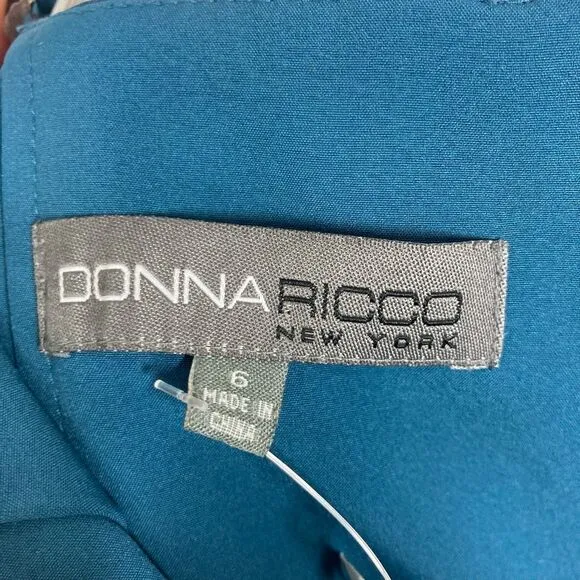 DONNA RICCO
NEW YORK
6
MADE IN
CHINA